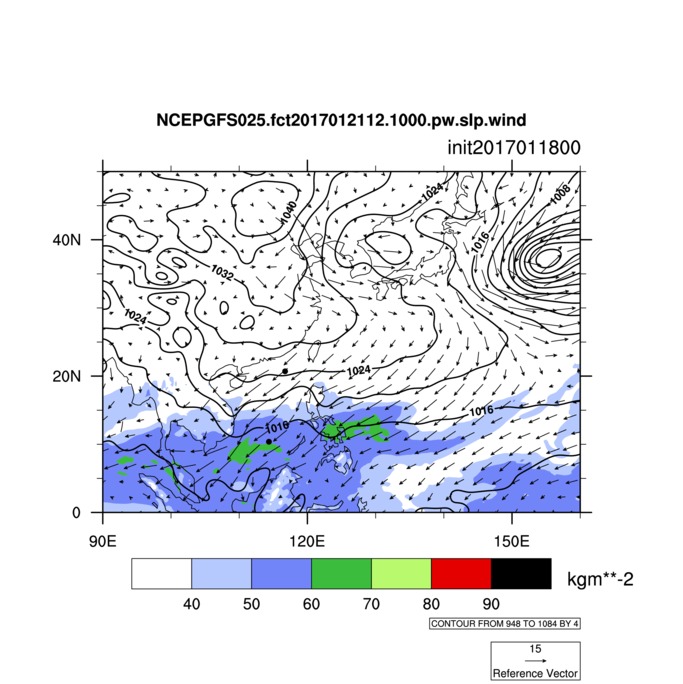 NCEPGFS025.fct2017012112.1000.pw.slp.wind
init2017011800
1040
1024
1008
1016
40N
1032
1024
20N
1024
1016
1016
0
90E 120E 150E
40 50 60 70 80 90
kgm**-2
CONTOUR FROM 948 TO 1084 BY 4
15
Reference Vector